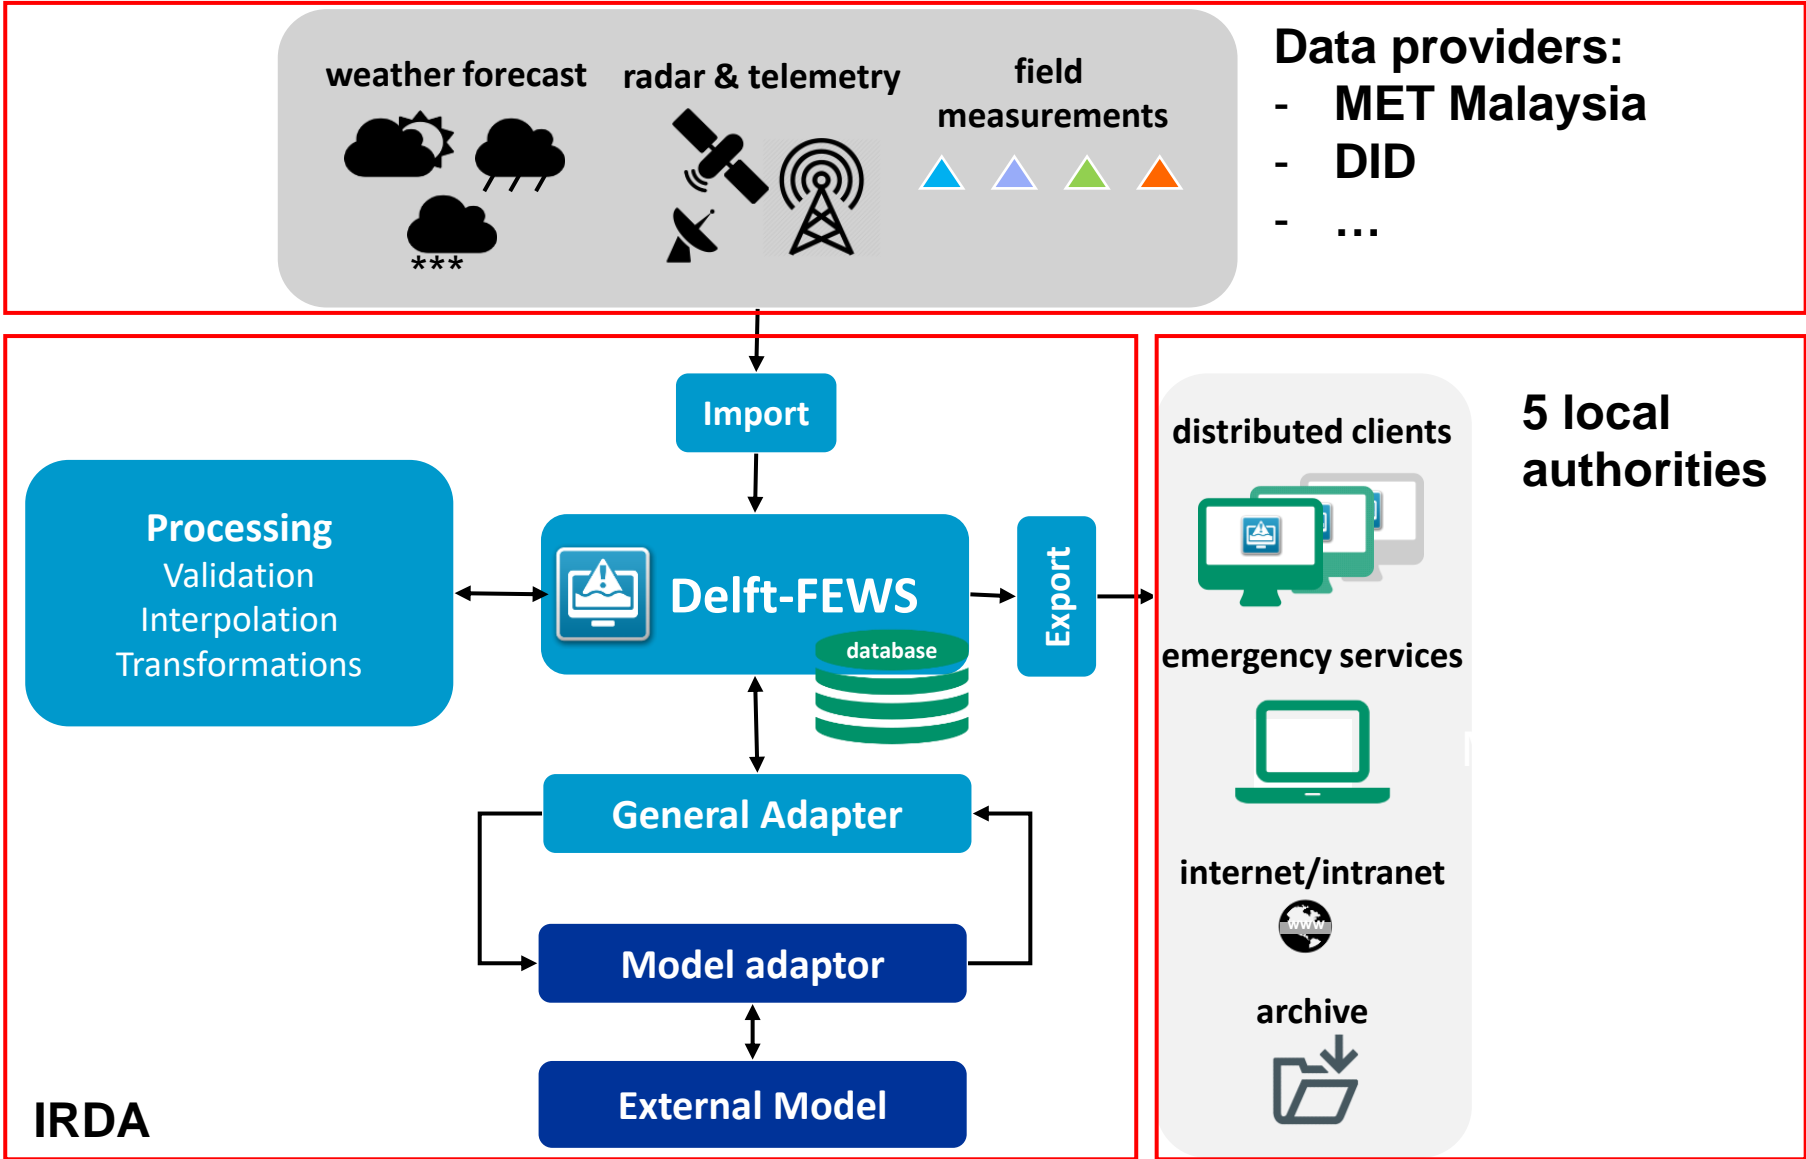 weather forecast
radar & telemetry
field
measurements
***
Data providers:
- MET Malaysia
- DID
- ...
Import
Processing
Validation
Interpolation
Transformations
Delft-FEWS
database
Export
General Adapter
Model adaptor
External Model
IRDA
distributed clients
emergency services
internet/intranet
www
archive
5 local
authorities